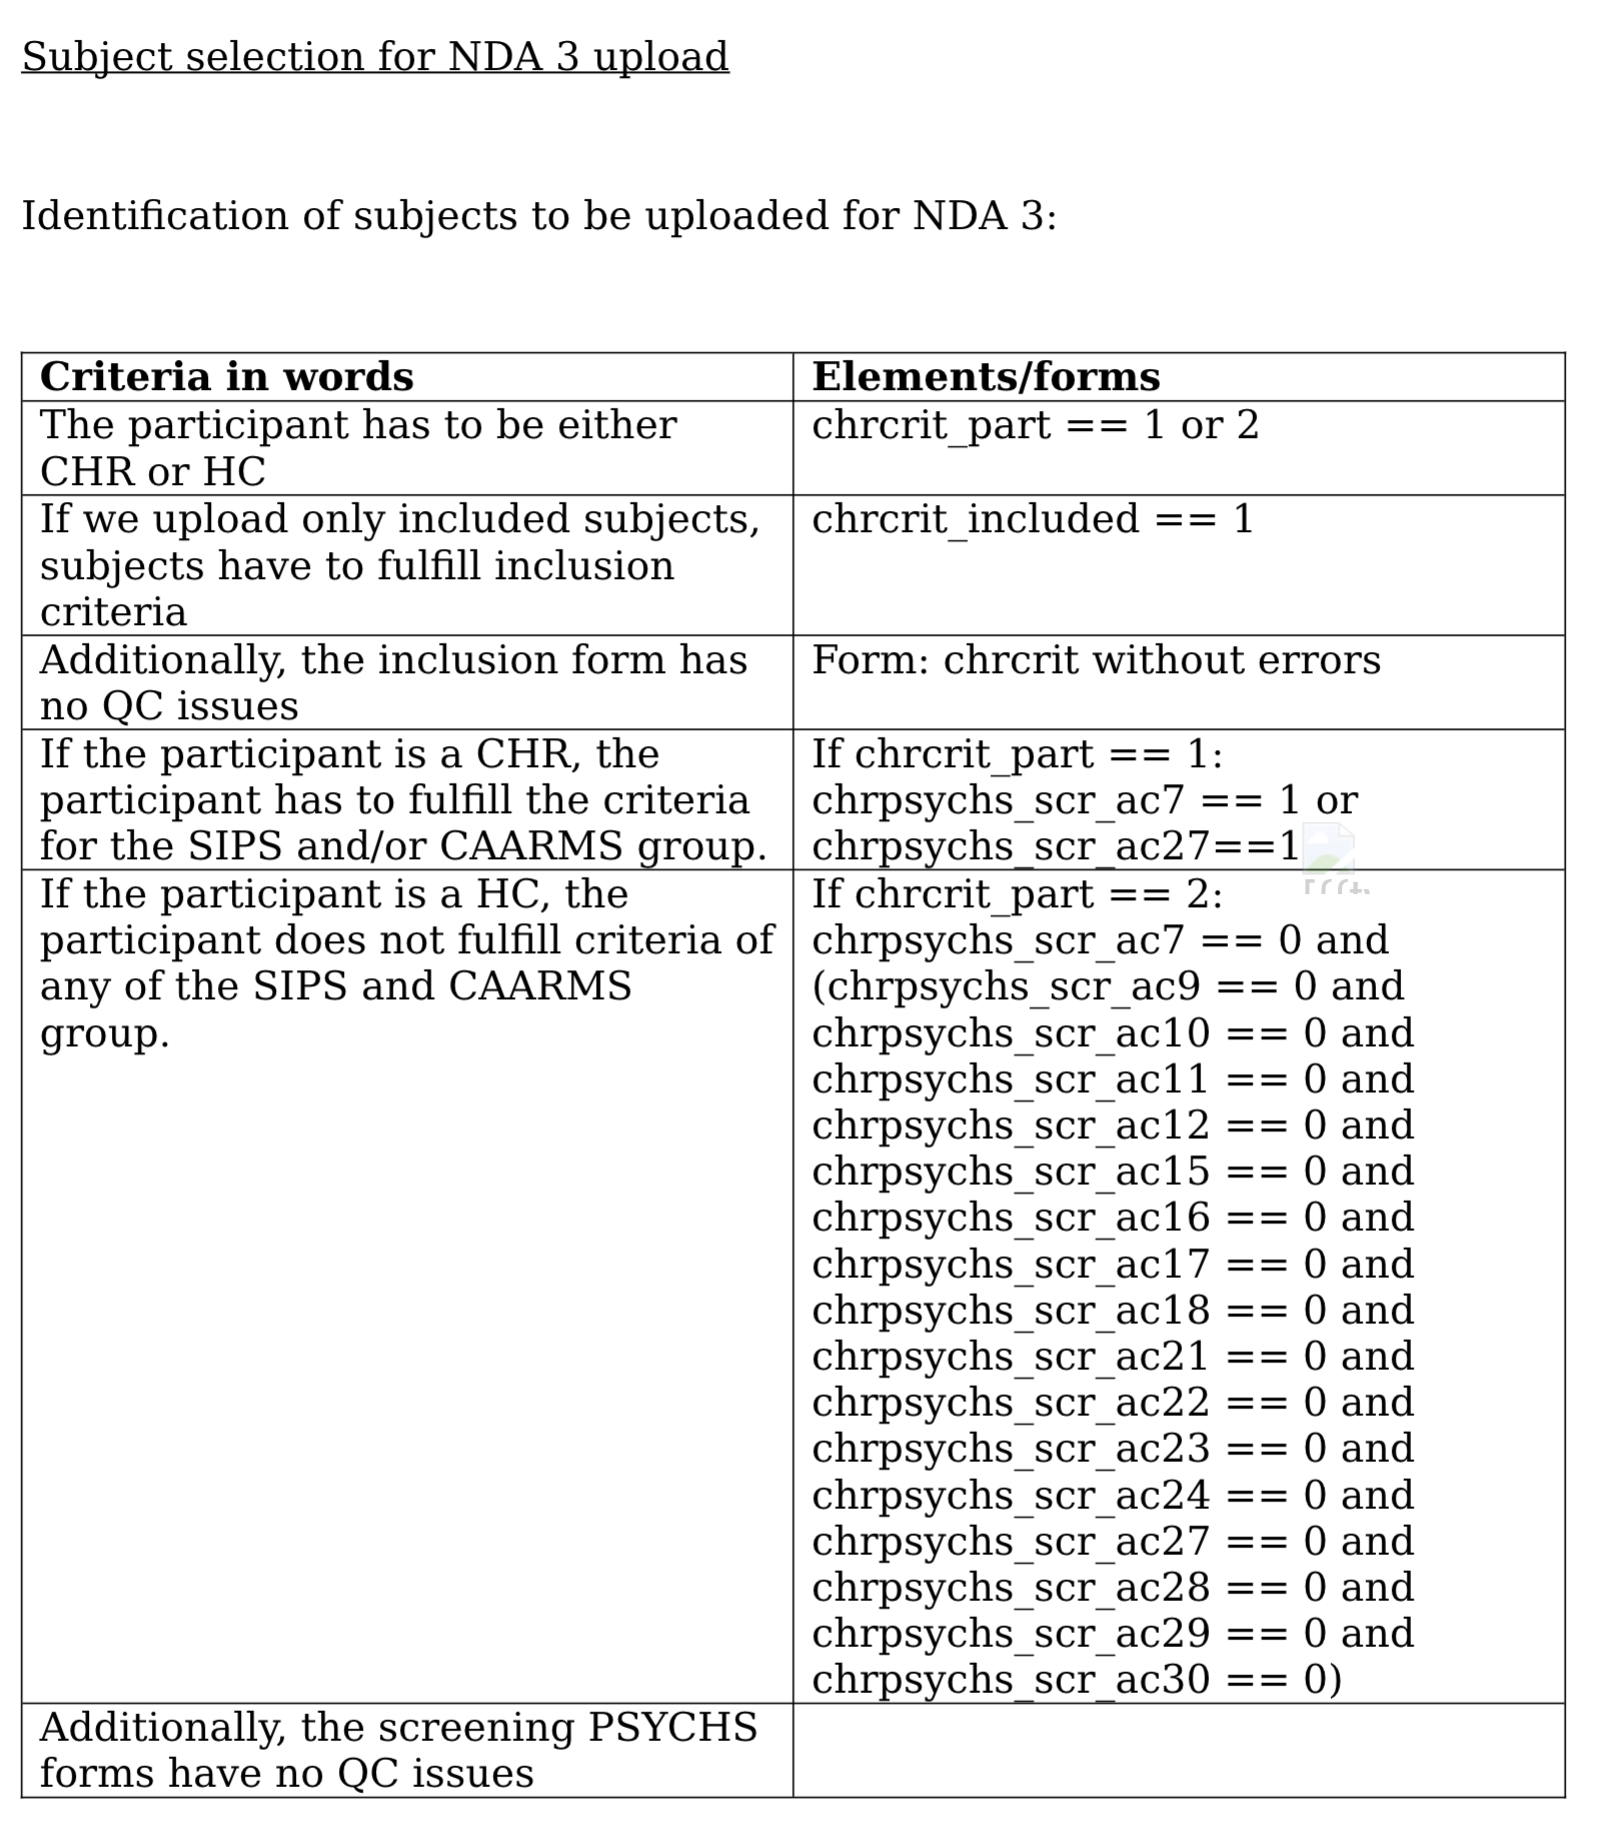 Subject selection for NDA 3 upload
Identification of subjects to be uploaded for NDA 3:
Criteria in words
Elements/forms
The participant has to be either
CHR or HC
chrcrit_part == 1 or 2
If we upload only included subjects,
subjects have to fulfill inclusion
criteria
chrcrit_included == 1
Additionally, the inclusion form has
no QC issues
Form: chrcrit without errors
If the participant is a CHR, the
participant has to fulfill the criteria
for the SIPS and/or CAARMS group.
If chrcrit_part == 1:
chrpsychs_scr_ac7 == 1 or
chrpsychs_scr_ac27==1
If the participant is a HC, the
participant does not fulfill criteria of
any of the SIPS and CAARMS
group.
If chrcrit_part == 2:
chrpsychs_scr_ac7 == 0 and
(chrpsychs_scr_ac9 == 0 and
chrpsychs_scr_ac10 == 0 and
chrpsychs_scr_ac11 == 0 and
chrpsychs_scr_ac12 == 0 and
chrpsychs_scr_ac15 == 0 and
chrpsychs_scr_ac16 == 0 and
chrpsychs_scr_ac17 == 0 and
chrpsychs_scr_ac18 == 0 and
chrpsychs_scr_ac21 == 0 and
chrpsychs_scr_ac22 == 0 and
chrpsychs_scr_ac23 == 0 and
chrpsychs_scr_ac24 == 0 and
chrpsychs_scr_ac27 == 0 and
chrpsychs_scr_ac28 == 0 and
chrpsychs_scr_ac29 == 0 and
chrpsychs_scr_ac30 == 0)
Additionally, the screening PSYCHS
forms have no QC issues